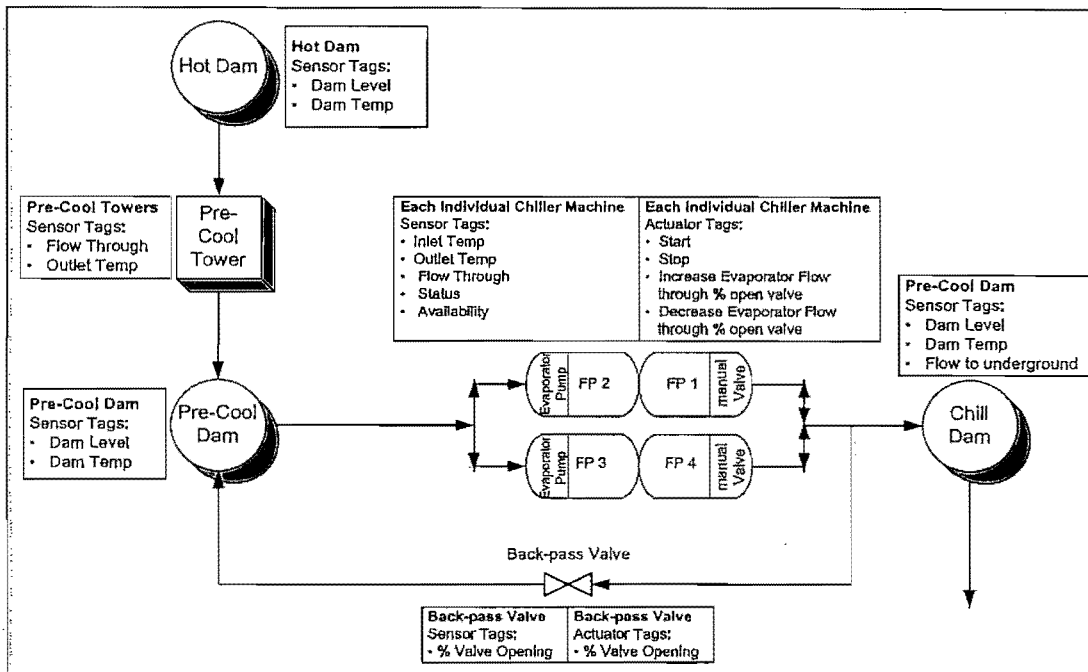 Hot Dam
Hot Dam
Sensor Tags:
• Dam Level
• Dam Temp
Pre-Cool Towers
Sensor Tags:
• Flow Through
• Outlet Temp
Pre-
Cool
Tower
Each Individual Chiller Machine
Sensor Tags:
• Inlet Temp
• Outlet Temp
• Flow Through
• Status
• Availability
Each Individual Chiller Machine
Actuator Tags:
• Start
• Stop
• Increase Evaporator Flow
through % open valve
• Decrease Evaporator Flow
through % open valve
Pre-Cool Dam
Sensor Tags:
• Dam Level
• Dam Temp
• Flow to underground
Pre-Cool Dam
Sensor Tags:
• Dam Level
• Dam Temp
Pre-Cool
Dam
Evaporator
Pump
FP 2
FP 1
manual
Valve
Evaporator
Pump
FP 3
FP 4
manual
Valve
Chill
Dam
Back-pass Valve
Back-pass Valve
Sensor Tags:
• % Valve Opening
Back-pass Valve
Actuator Tags:
• % Valve Opening